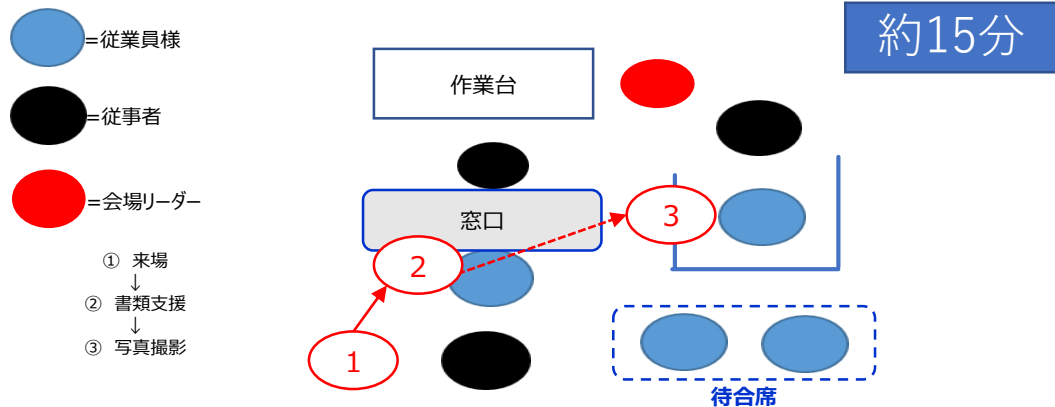 =従業員様
=従事者
=会場リーダー
① 来場
↓
② 書類支援
↓
③ 写真撮影
作業台
窓口
1
2
3
待合席
約15分